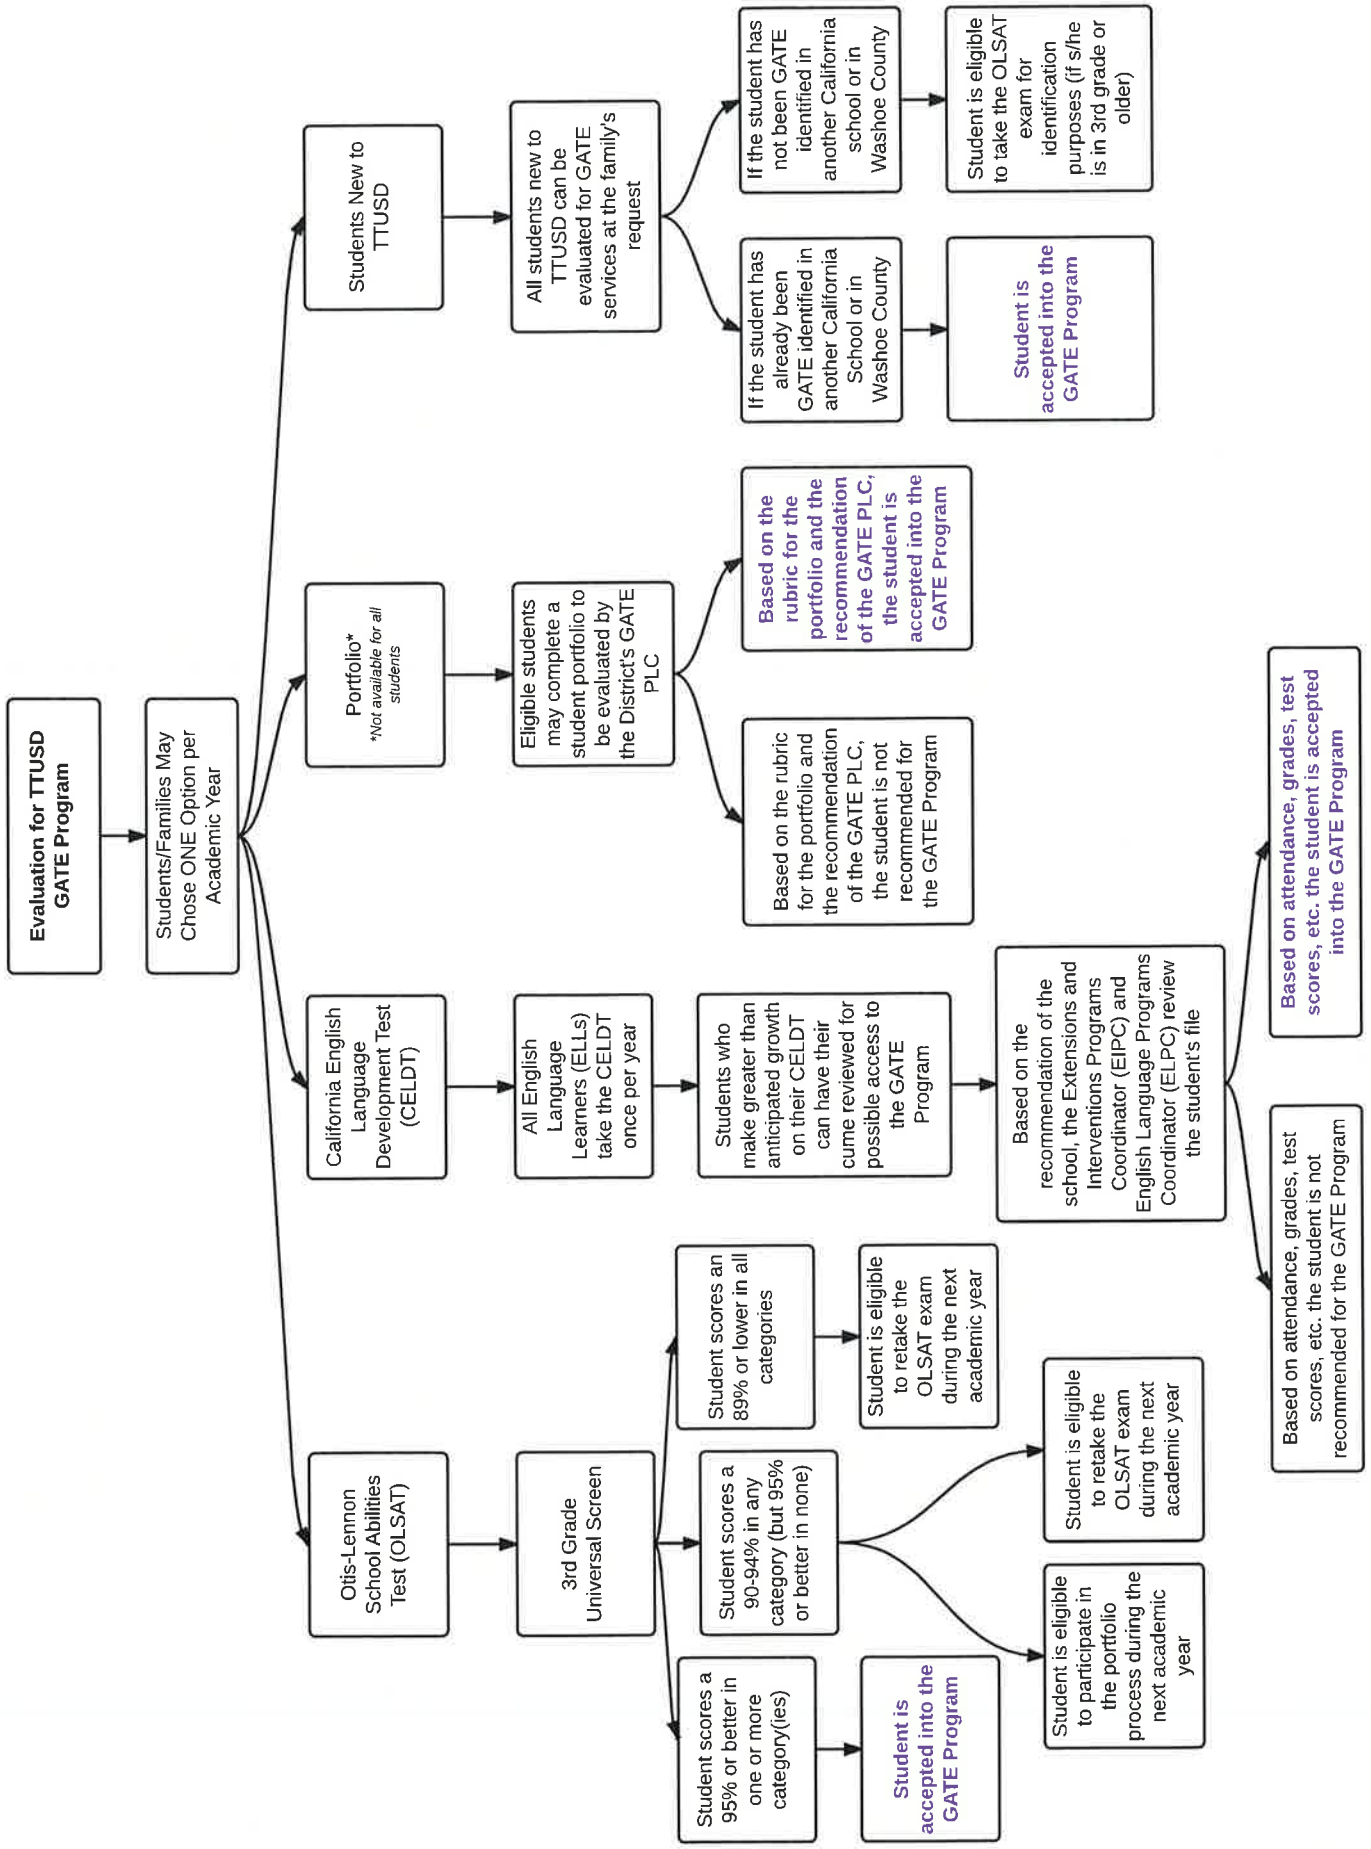 Evaluation for TTUSD
GATE Program
Students/Families May
Chose ONE Option per
Academic Year
Otis-Lennon
School Abilities
Test (OLSAT)
3rd Grade
Universal Screen
Student scores a
95% or better in
one or more
category(ies)
Student is
accepted into the
GATE Program
Student scores a
90-94% in any
category (but 95%
or better in none)
Student is eligible
to participate in
the portfolio
process during the
next academic
year
Student is eligible
to retake the
OLSAT exam
during the next
academic year
Student scores an
89% or lower in all
categories
Student is eligible
to retake the
OLSAT exam
during the next
academic year
California English
Language
Development Test
(CELDT)
All English
Language
Learners (ELLs)
take the CELDT
once per year
Students who
make greater than
anticipated growth
on their CELDT
can have their
cume reviewed for
possible access to
the GATE
Program
Based on the
recommendation of the
school, the Extensions and
Interventions Programs
Coordinator (EIPC) and
English Language Programs
Coordinator (ELPC) review
the student's file
Based on attendance, grades, test
scores, etc. the student is not
recommended for the GATE Program
Based on attendance, grades, test
scores, etc. the student is accepted
into the GATE Program
Portfolio*
*Not available for all
students
Eligible students
may complete a
student portfolio to
be evaluated by
the District's GATE
PLC
Based on the rubric
for the portfolio and
the recommendation
of the GATE PLC,
the student is not
recommended for
the GATE Program
Based on the
rubric for the
portfolio and the
recommendation
of the GATE PLC,
the student is
accepted into the
GATE Program
Students New to
TTUSD
All students new to
TTUSD can be
evaluated for GATE
services at the family's
request
If the student has
already been
GATE identified in
another California
School or in
Washoe County
Student is
accepted into the
GATE Program
If the student has
not been GATE
identified in
another California
school or in
Washoe County
Student is eligible
to take the OLSAT
exam for
identification
purposes (if s/he
is in 3rd grade or
older)